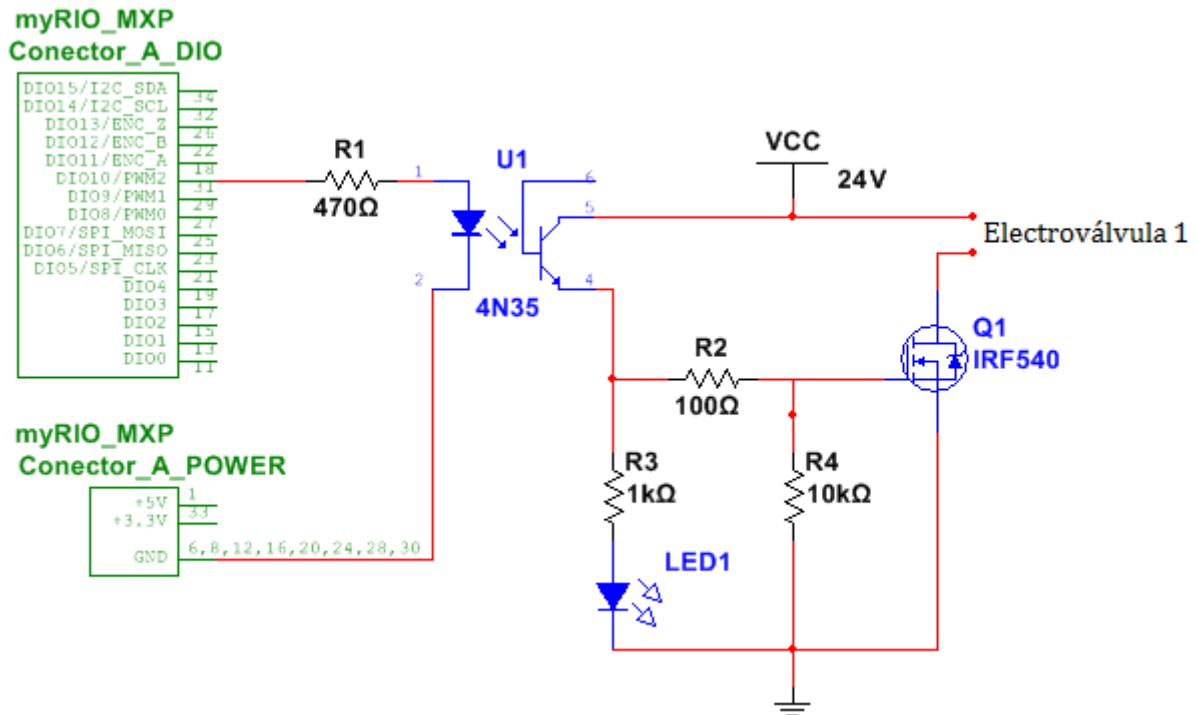 myRIO_MXP
Conector_A_DIO
DIO15/I2C_SDA 34
DIO14/I2C_SCL 32
DIO13/ENC_Z 26
DIO12/ENC_B 22
DIO11/ENC_A 18
DIO10/PWM2 31
DIO9/PWM1 29
DIO8/PWM0 27
DIO7/SPI_MOSI 25
DIO6/SPI_MISO 23
DIO5/SPI_CLK 21
DIO4 19
DIO3 17
DIO2 15
DIO1 13
DIO0 11
R1
470Ω
1
2
U1
6
5
4
4N35
VCC
24V
Electroválvula 1
Q1
IRF540
R2
100Ω
R3
1kΩ
R4
10kΩ
LED1
myRIO_MXP
Conector_A_POWER
+5V 1
+3.3V 33
GND 6,8,12,16,20,24,28,30